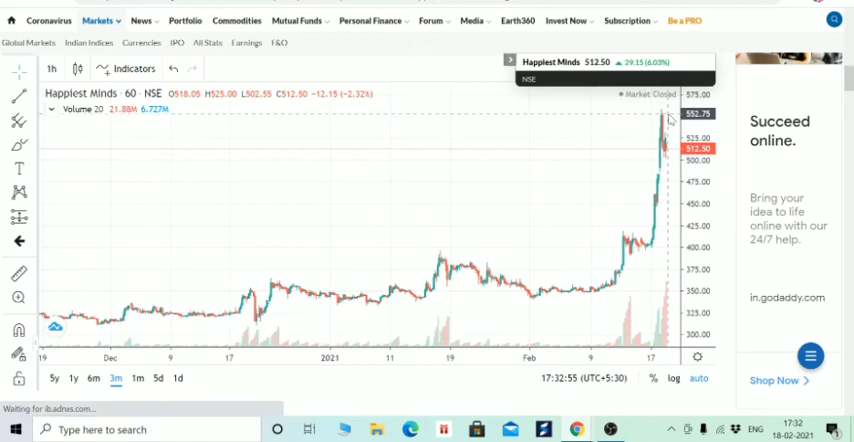 Coronavirus Markets News Portfolio Commodities Mutual Funds Personal Finance Forum Media Earth360 Invest Now Subscription Be a PRO
Global Markets Indian Indices Currencies IPO All Stats Earnings F&O
1h Indicators
Happiest Minds 512.50 29.15 (6.03%)
NSE
Happiest Minds · 60 · NSE O518.05 H525.00 L502.55 C512.50 -12.15 (-2.32%)
Market Closed
Volume 20 21.88M 6.727M
575.00
552.75
525.00
512.50
500.00
475.00
450.00
425.00
400.00
375.00
350.00
325.00
300.00
19 Dec 9 17 2021 11 19 Feb 9 17
5y 1y 6m 3m 1m 5d 1d
17:32:55 (UTC+5:30) % log auto
Succeed
online.
Bring your
idea to life
online with our
24/7 help.
in.godaddy.com
Shop Now
Waiting for ib.adnxs.com...
Type here to search
ENG
17:32
18-02-2021